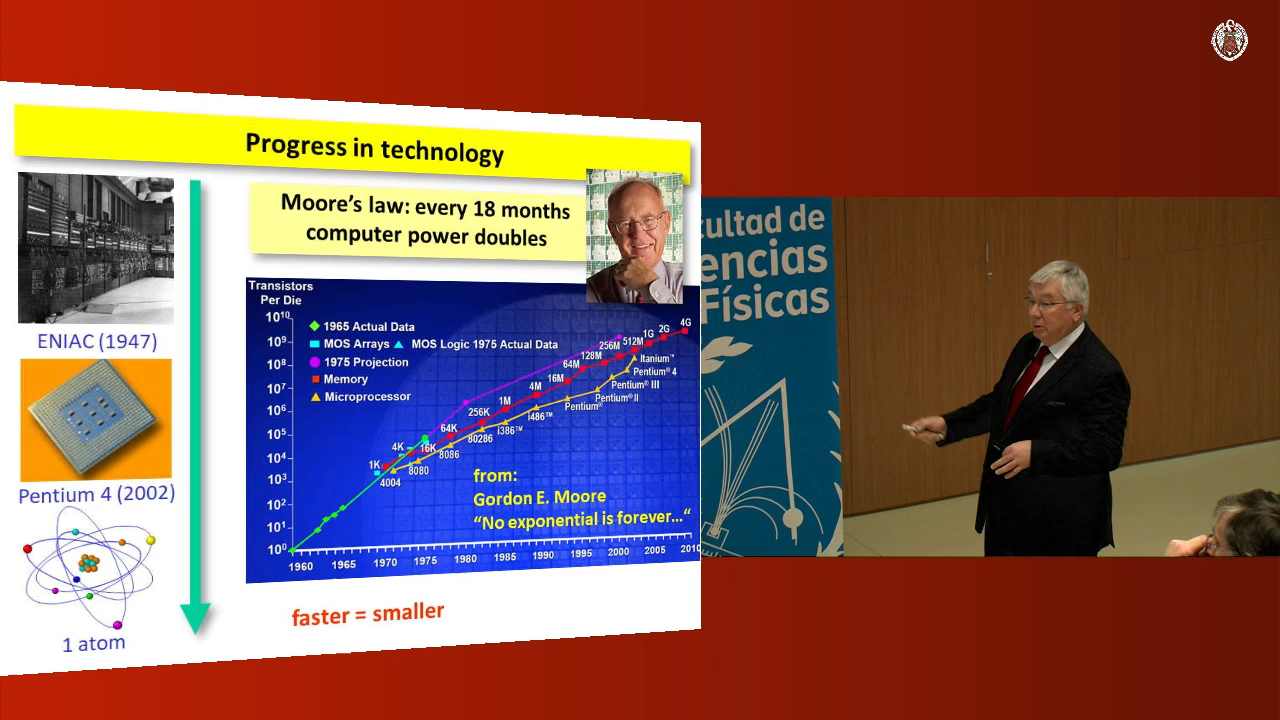 Progress in technology
Moore's law: every 18 months
computer power doubles
ENIAC (1947)
Pentium 4 (2002)
1 atom
Transistors
Per Die
10¹⁰
10⁹
10⁸
10⁷
10⁶
10⁵
10⁴
10³
10²
10¹
10⁰
1965 Actual Data
MOS Arrays MOS Logic 1975 Actual Data
1975 Projection
Memory
Microprocessor
1K
4K
16K
64K
256K
1M
4M
16M
64M
128M
256M
512M
1G
2G
4G
4004
8080
8086
80286
i386™
i486™
Pentium®
Pentium® II
Pentium® III
Pentium® 4
Itanium™
from:
Gordon E. Moore
“No exponential is forever…“
1960 1965 1970 1975 1980 1985 1990 1995 2000 2005 2010
faster = smaller
cultad de
encias
Físicas